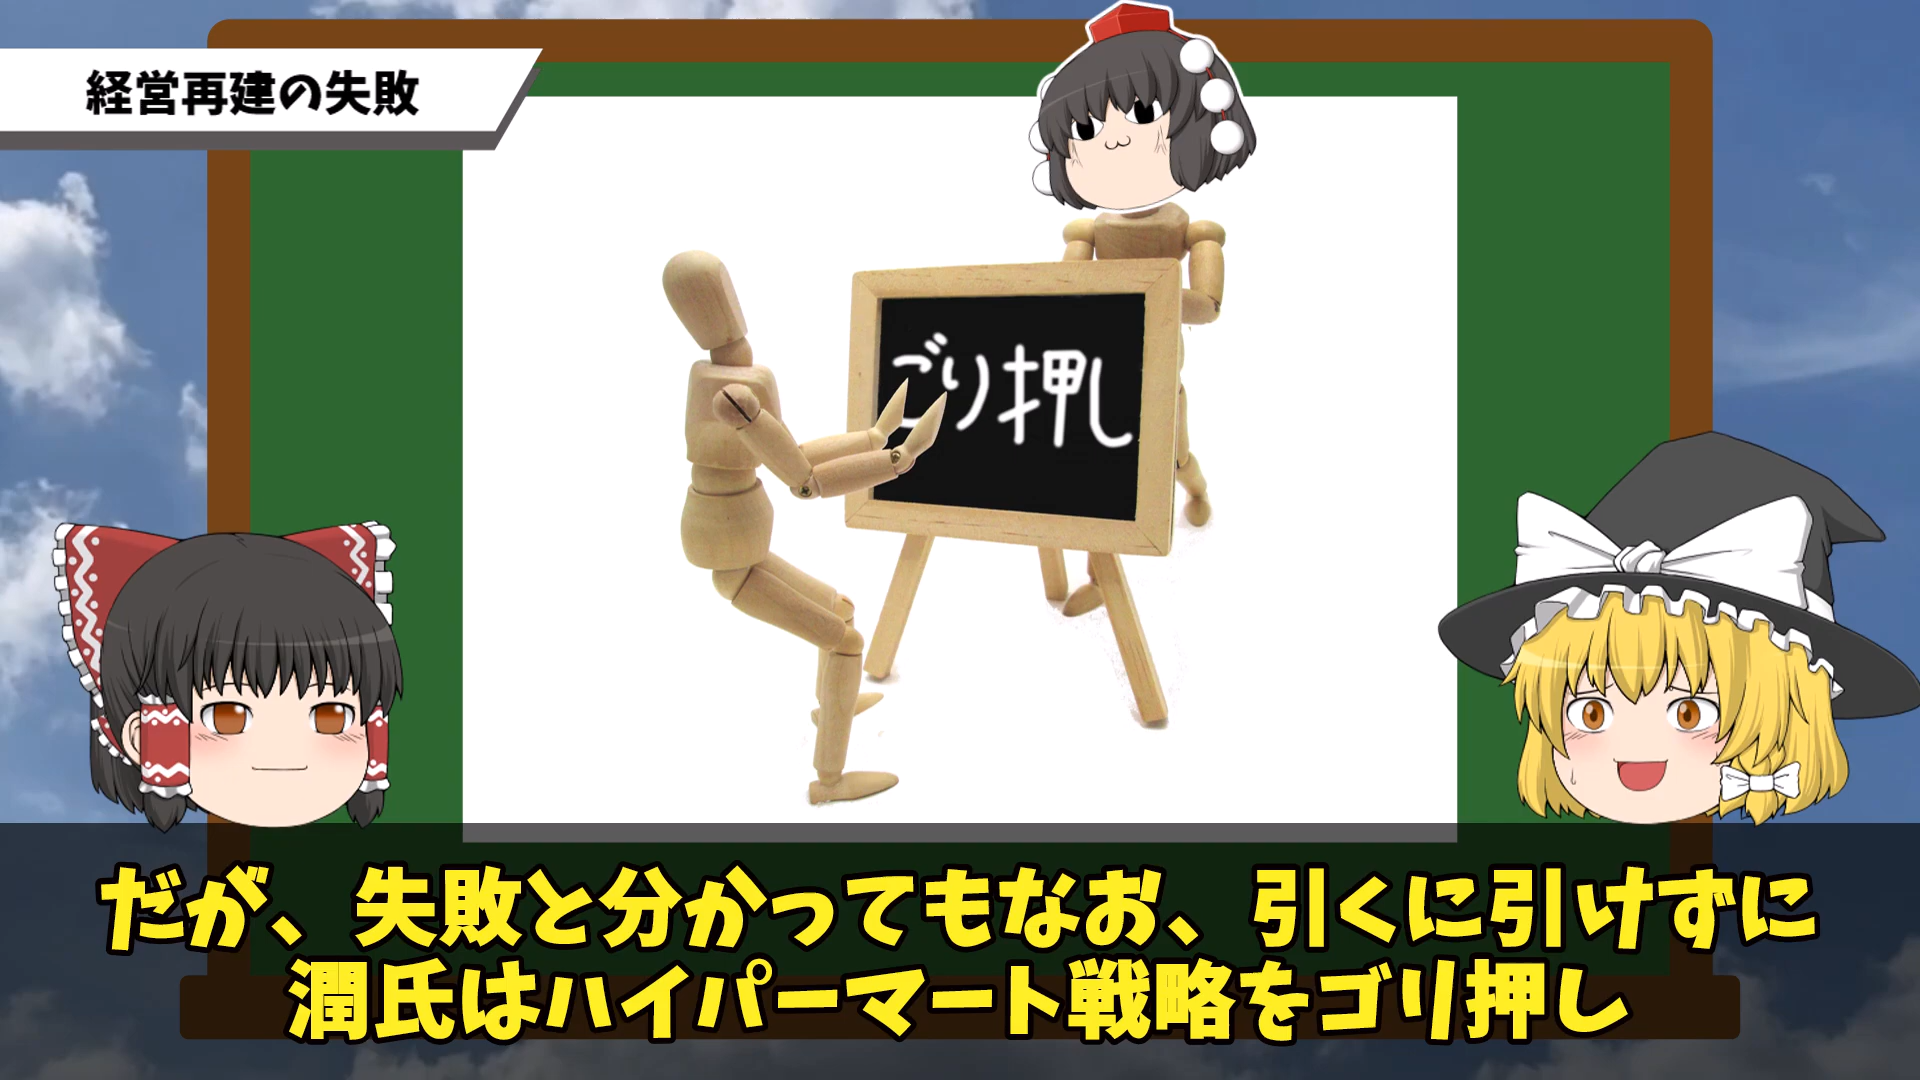 経営再建の失敗
ごり押し
だが、失敗と分かってもなお、引くに引けずに
潤氏はハイパーマート戦略をゴリ押し